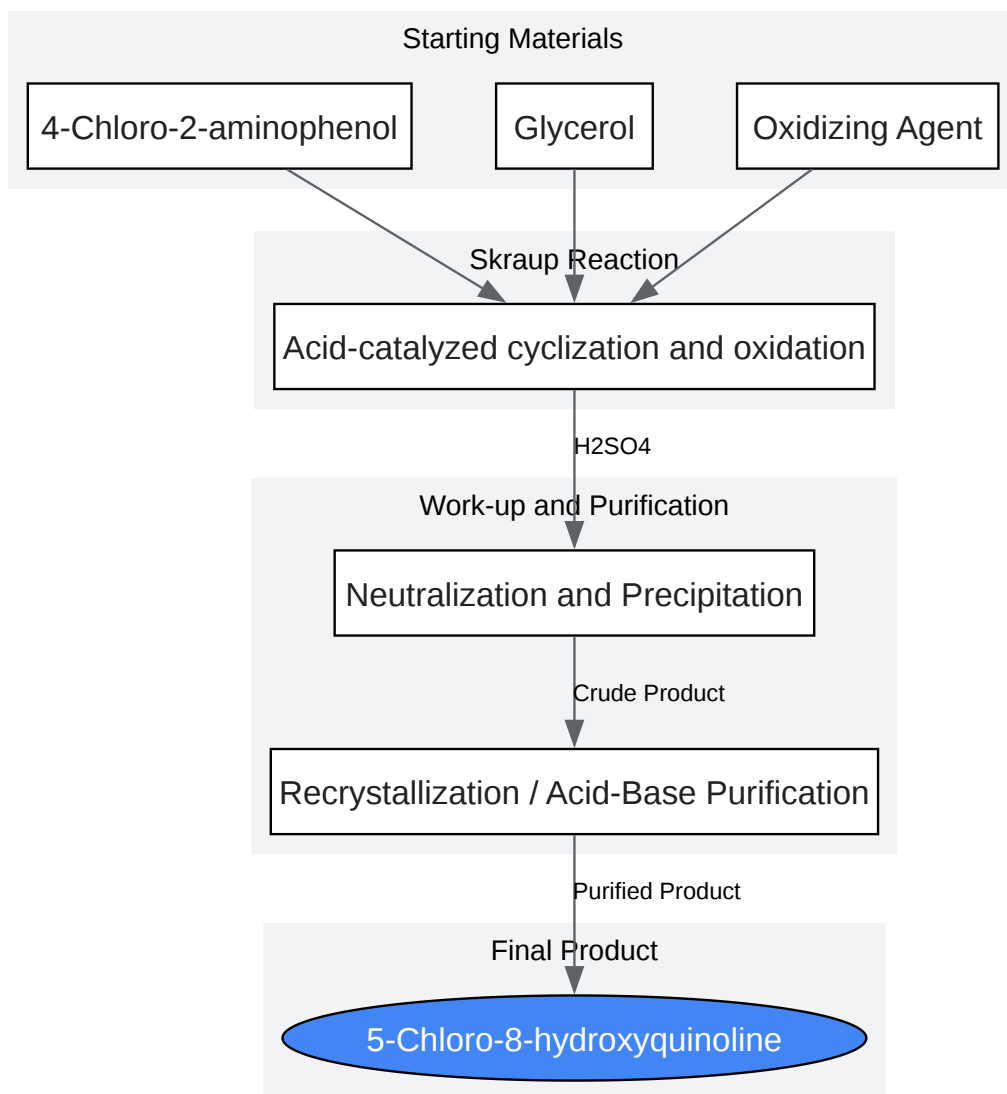 Starting Materials
4-Chloro-2-aminophenol
Glycerol
Oxidizing Agent
Skraup Reaction
Acid-catalyzed cyclization and oxidation
H2SO4
Work-up and Purification
Neutralization and Precipitation
Crude Product
Recrystallization / Acid-Base Purification
Purified Product
Final Product
5-Chloro-8-hydroxyquinoline